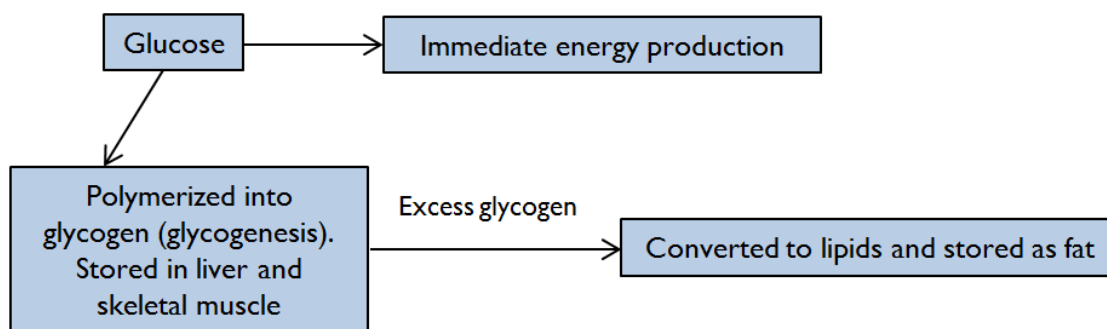 Glucose
Immediate energy production
Polymerized into
glycogen (glycogenesis).
Stored in liver and
skeletal muscle
Excess glycogen
Converted to lipids and stored as fat